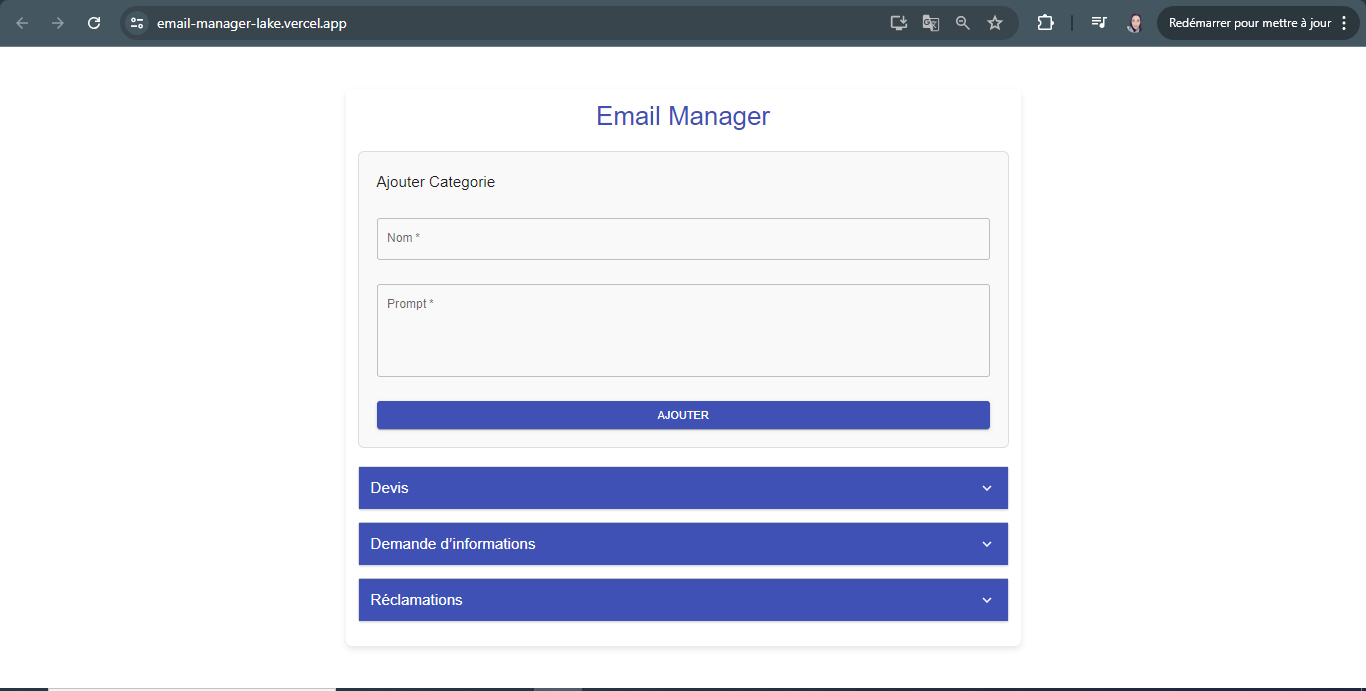 email-manager-lake.vercel.app
Redémarrer pour mettre à jour
Email Manager
Ajouter Categorie
Nom *
Prompt *
AJOUTER
Devis
Demande d’informations
Réclamations